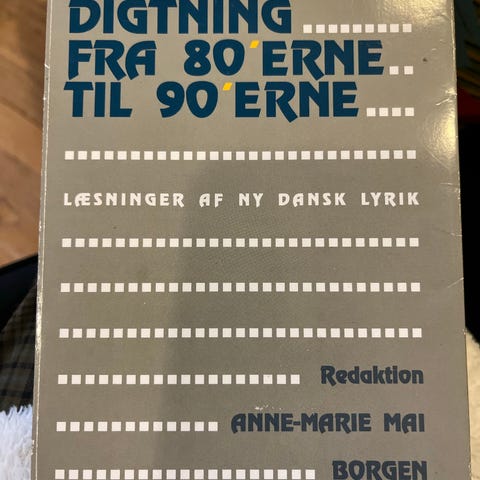 DIGTNING
FRA 80'ERNE
TIL 90'ERNE
LÆSNINGER AF NY DANSK LYRIK
Redaktion
ANNE-MARIE MAI
BORGEN